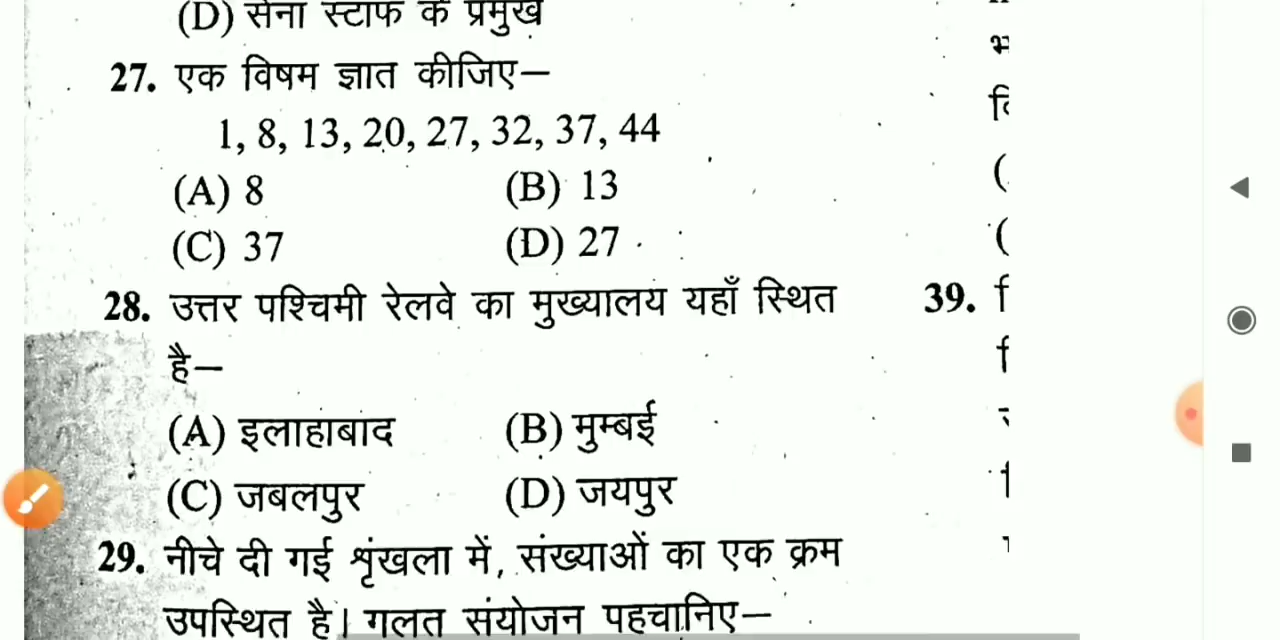 (D) सेना स्टाफ के प्रमुख
27. एक विषम ज्ञात कीजिए—
1, 8, 13, 20, 27, 32, 37, 44
(A) 8 (B) 13
(C) 37 (D) 27
28. उत्तर पश्चिमी रेलवे का मुख्यालय यहाँ स्थित
है—
(A) इलाहाबाद (B) मुम्बई
(C) जबलपुर (D) जयपुर
29. नीचे दी गई शृंखला में, संख्याओं का एक क्रम
उपस्थित है। गलत संयोजन पहचानिए—
39.